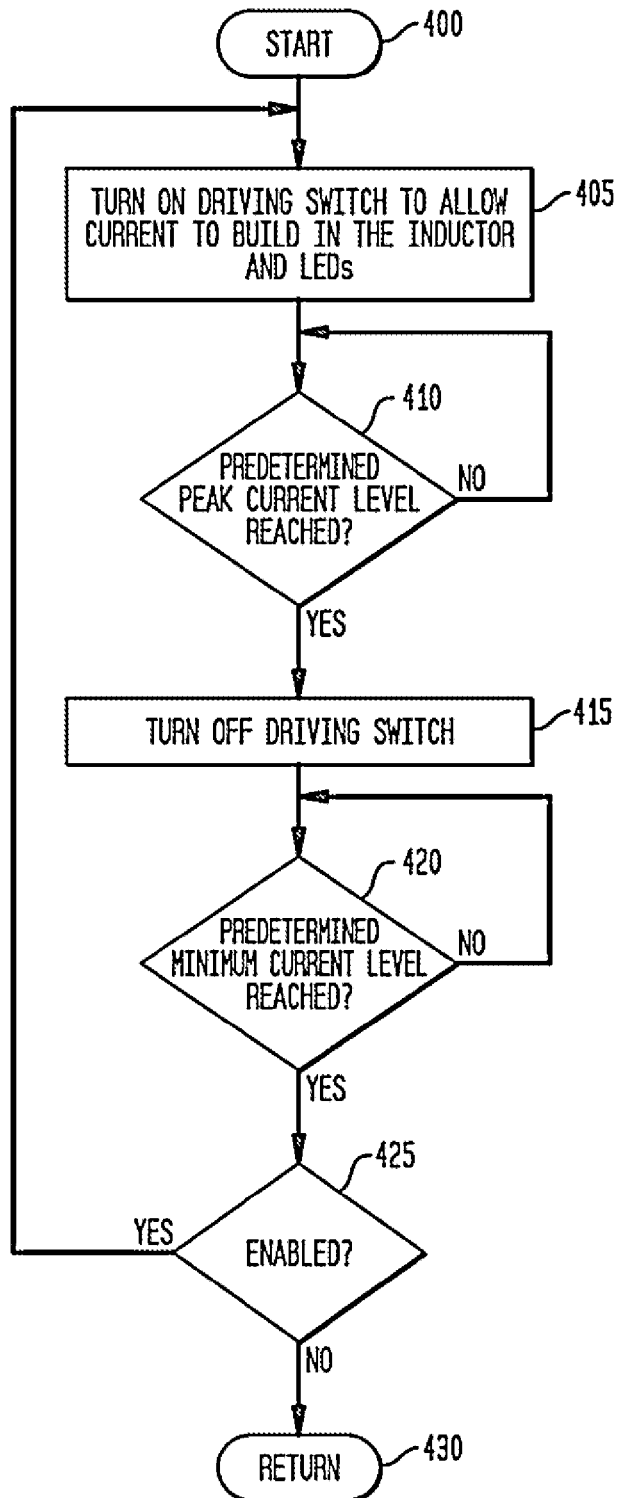 START
400
TURN ON DRIVING SWITCH TO ALLOW
CURRENT TO BUILD IN THE INDUCTOR
AND LEDs
405
410
PREDETERMINED
PEAK CURRENT LEVEL
REACHED?
NO
YES
TURN OFF DRIVING SWITCH
415
420
PREDETERMINED
MINIMUM CURRENT LEVEL
REACHED?
NO
YES
425
YES
ENABLED?
NO
RETURN
430